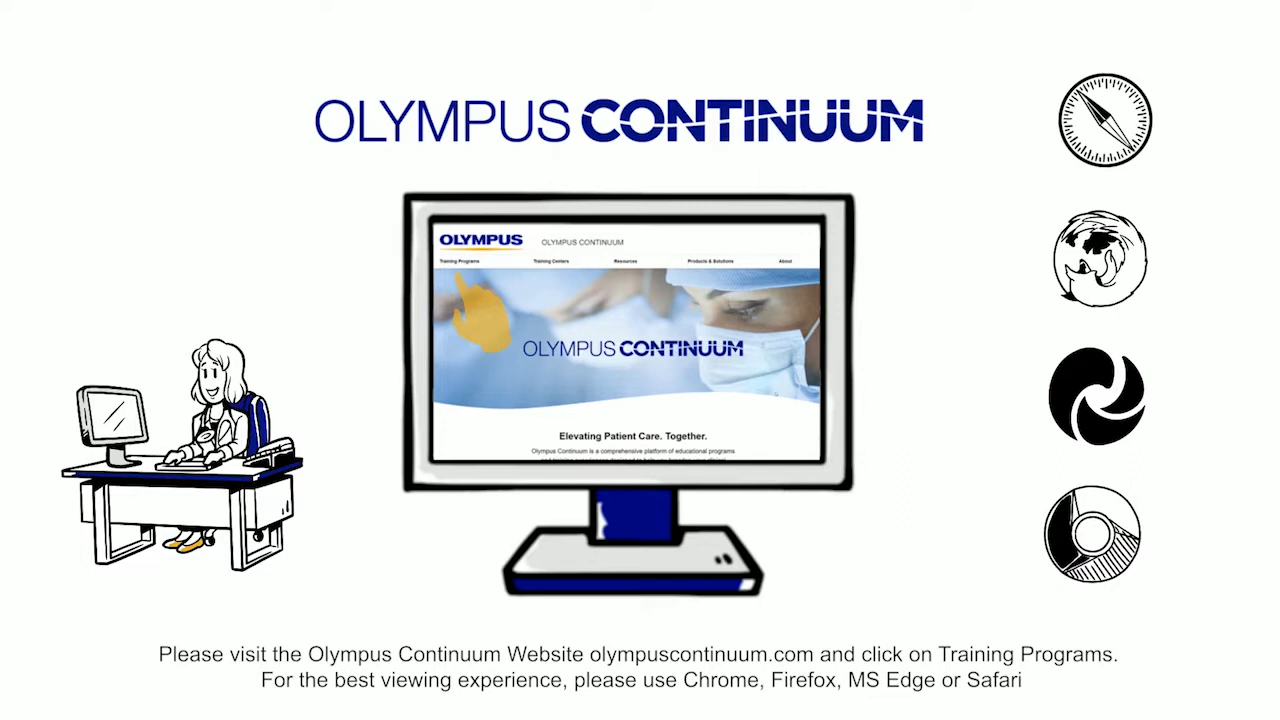 OLYMPUS CONTINUUM
OLYMPUS OLYMPUS CONTINUUM
Training Programs Training Centers Resources Products & Solutions About
OLYMPUS CONTINUUM
Elevating Patient Care. Together.
Olympus Continuum is a comprehensive platform of educational programs
Please visit the Olympus Continuum Website olympuscontinuum.com and click on Training Programs.
For the best viewing experience, please use Chrome, Firefox, MS Edge or Safari